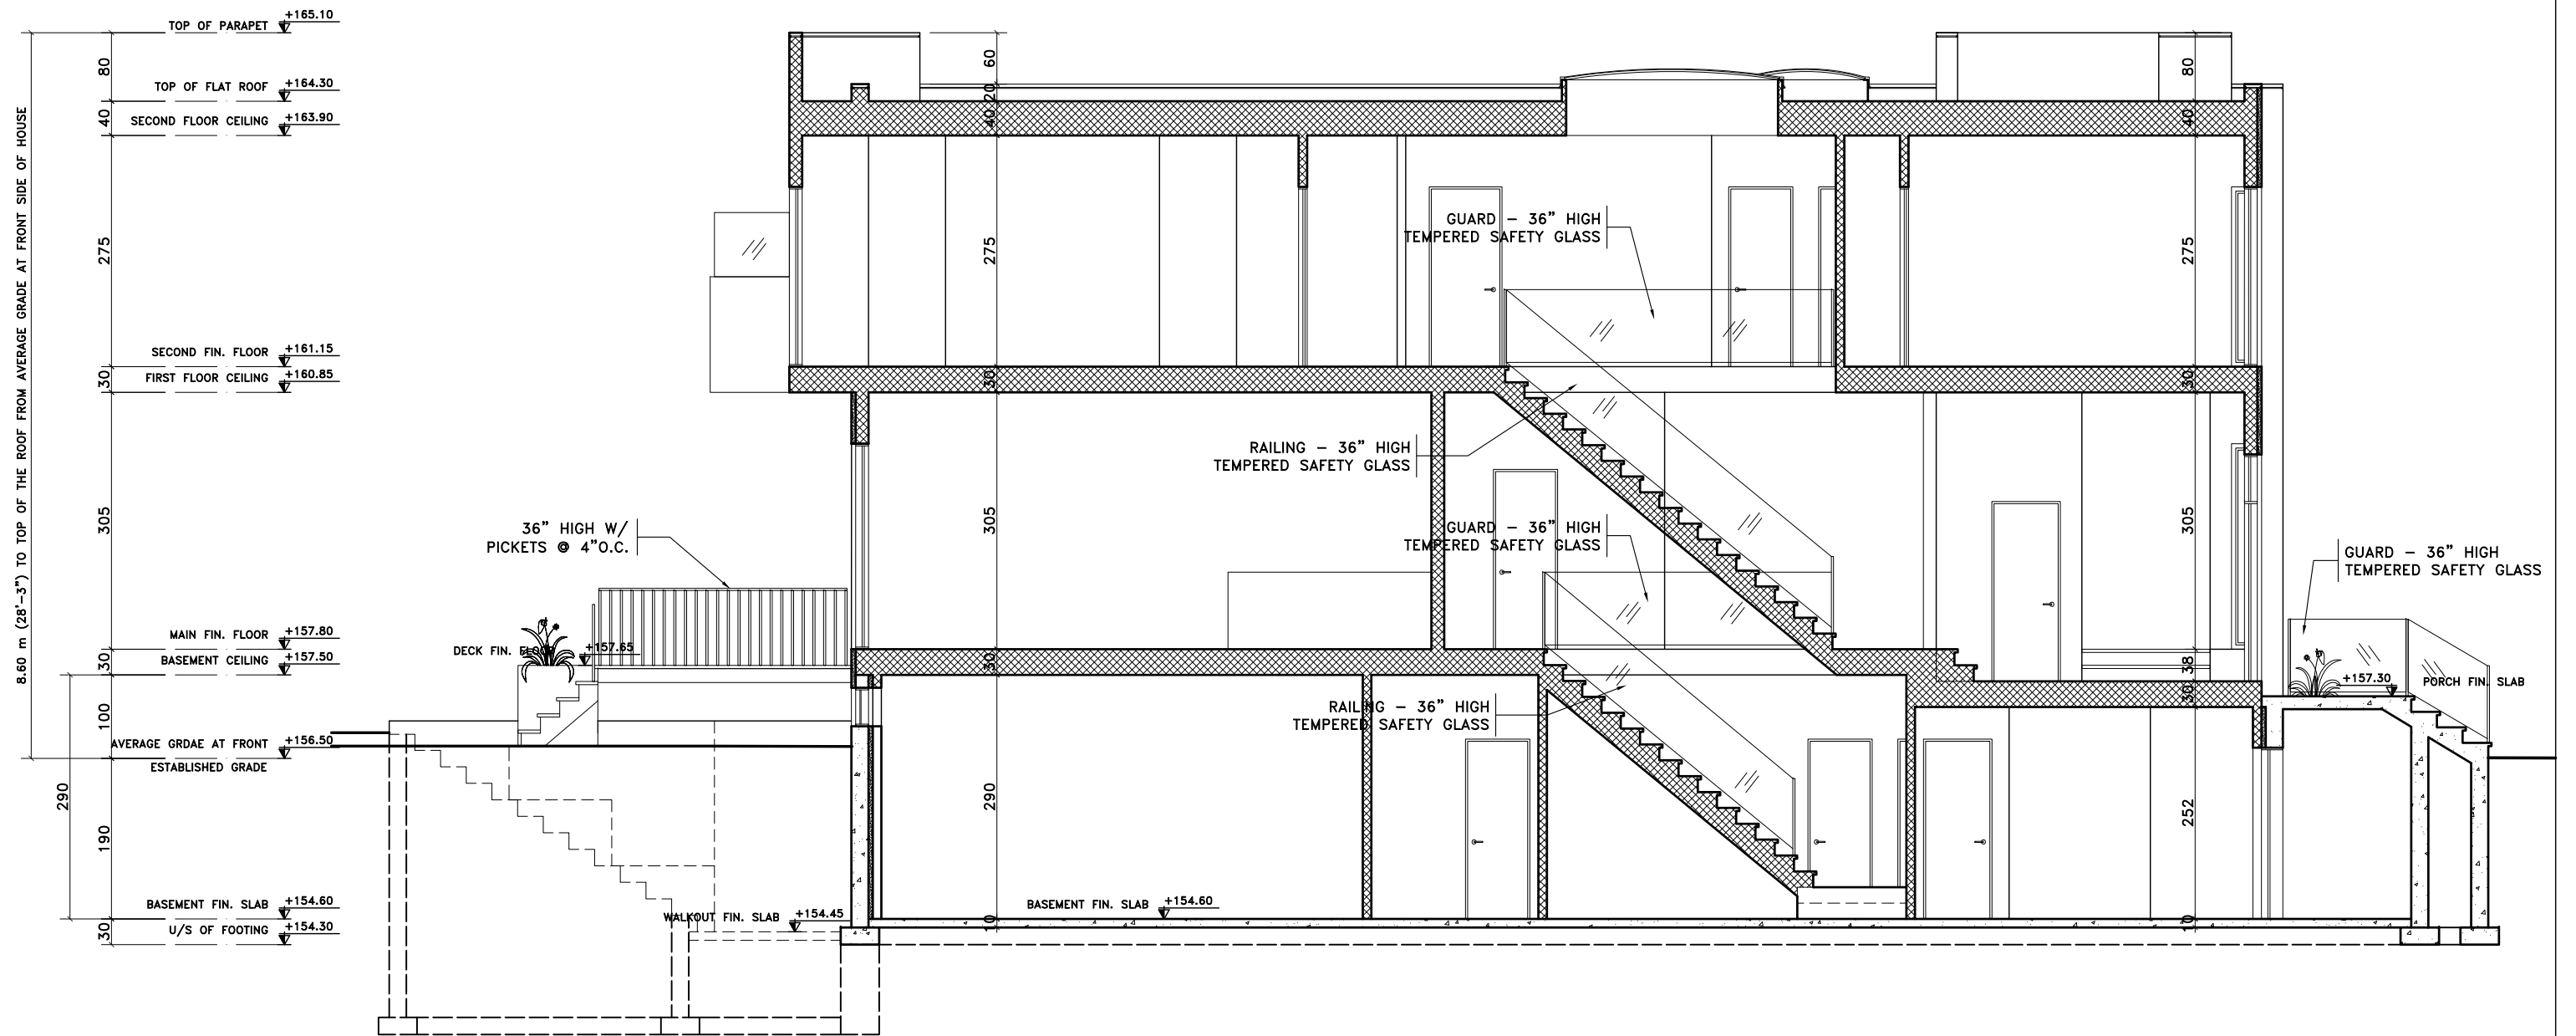 TOP OF PARAPET +165.10
TOP OF FLAT ROOF +164.30
SECOND FLOOR CEILING +163.90
SECOND FIN. FLOOR +161.15
FIRST FLOOR CEILING +160.85
MAIN FIN. FLOOR +157.80
BASEMENT CEILING +157.50
AVERAGE GRDAE AT FRONT +156.50
ESTABLISHED GRADE
BASEMENT FIN. SLAB +154.60
U/S OF FOOTING +154.30
8.60 m (28'-3") TO TOP OF THE ROOF FROM AVERAGE GRADE AT FRONT SIDE OF HOUSE
80
40
275
30
305
30
100
190
30
290
36" HIGH W/
PICKETS @ 4"O.C.
DECK FIN. FLOOR +157.65
WALKOUT FIN. SLAB +154.45
60
20
40
275
30
305
30
290
10
BASEMENT FIN. SLAB +154.60
GUARD - 36" HIGH
TEMPERED SAFETY GLASS
RAILING - 36" HIGH
TEMPERED SAFETY GLASS
GUARD - 36" HIGH
TEMPERED SAFETY GLASS
RAILING - 36" HIGH
TEMPERED SAFETY GLASS
80
40
275
30
305
38
30
252
10
GUARD - 36" HIGH
TEMPERED SAFETY GLASS
+157.30 PORCH FIN. SLAB